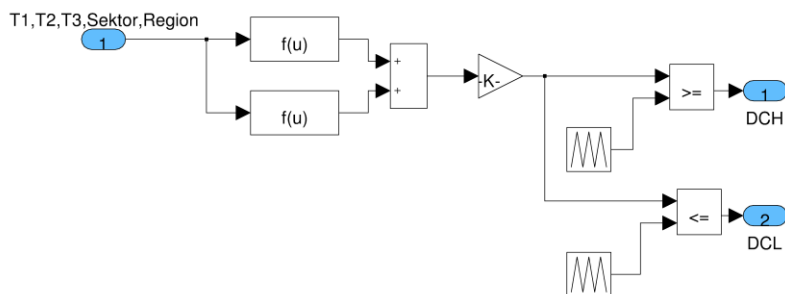 T1,T2,T3,Sektor,Region
1
f(u)
+
+
f(u)
-K-
>=
1
DCH
<=
2
DCL